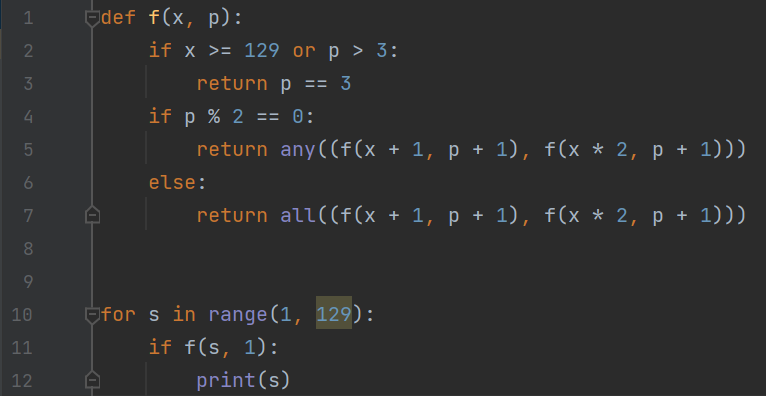 1 def f(x, p):
2     if x >= 129 or p > 3:
3         return p == 3
4     if p % 2 == 0:
5         return any((f(x + 1, p + 1), f(x * 2, p + 1)))
6     else:
7         return all((f(x + 1, p + 1), f(x * 2, p + 1)))
8
9
10 for s in range(1, 129):
11     if f(s, 1):
12         print(s)